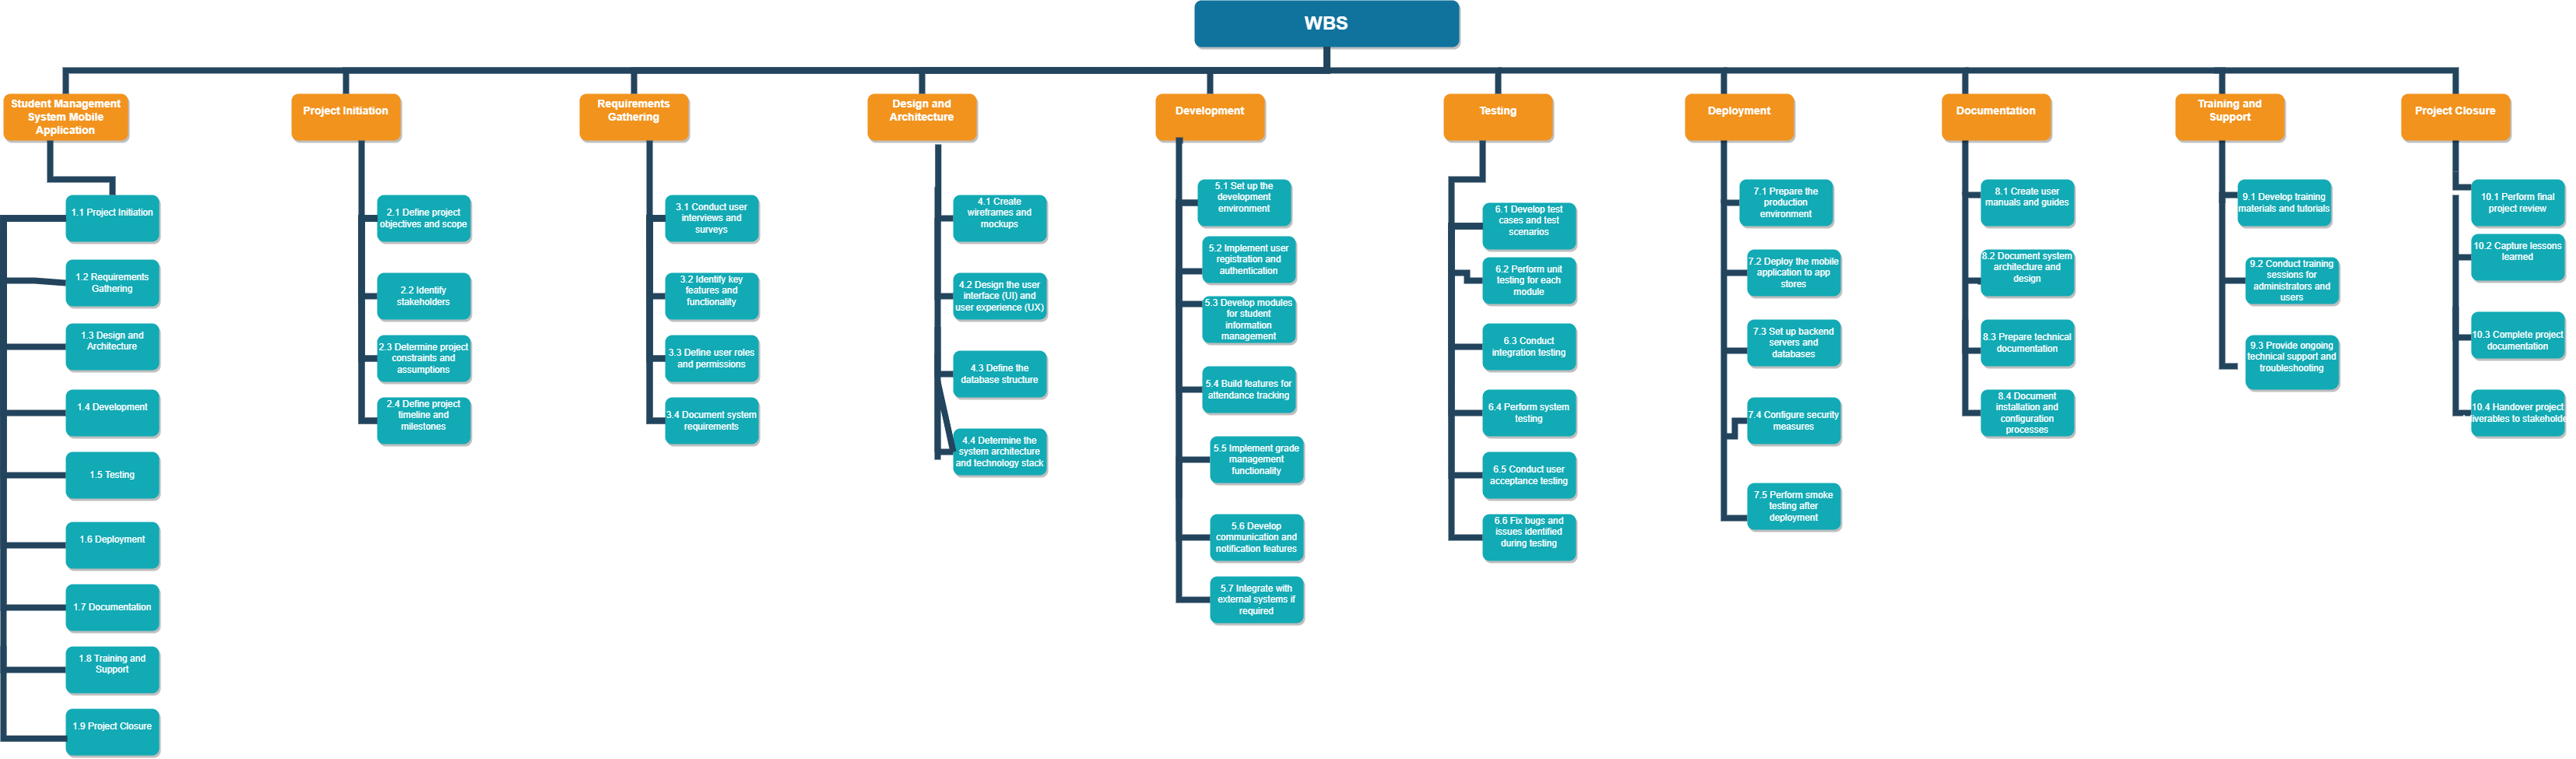 WBS
Student Management
System Mobile
Application
Project Initiation
Requirements
Gathering
Design and
Architecture
Development
Testing
Deployment
Documentation
Training and
Support
Project Closure
1.1 Project Initiation
1.2 Requirements
Gathering
1.3 Design and
Architecture
1.4 Development
1.5 Testing
1.6 Deployment
1.7 Documentation
1.8 Training and
Support
1.9 Project Closure
2.1 Define project
objectives and scope
2.2 Identify
stakeholders
2.3 Determine project
constraints and
assumptions
2.4 Define project
timeline and
milestones
3.1 Conduct user
interviews and
surveys
3.2 Identify key
features and
functionality
3.3 Define user roles
and permissions
3.4 Document system
requirements
4.1 Create
wireframes and
mockups
4.2 Design the user
interface (UI) and
user experience (UX)
4.3 Define the
database structure
4.4 Determine the
system architecture
and technology stack
5.1 Set up the
development
environment
5.2 Implement user
registration and
authentication
5.3 Develop modules
for student
information
management
5.4 Build features for
attendance tracking
5.5 Implement grade
management
functionality
5.6 Develop
communication and
notification features
5.7 Integrate with
external systems if
required
6.1 Develop test
cases and test
scenarios
6.2 Perform unit
testing for each
module
6.3 Conduct
integration testing
6.4 Perform system
testing
6.5 Conduct user
acceptance testing
6.6 Fix bugs and
issues identified
during testing
7.1 Prepare the
production
environment
7.2 Deploy the mobile
application to app
stores
7.3 Set up backend
servers and
databases
7.4 Configure security
measures
7.5 Perform smoke
testing after
deployment
8.1 Create user
manuals and guides
8.2 Document system
architecture and
design
8.3 Prepare technical
documentation
8.4 Document
installation and
configuration
processes
9.1 Develop training
materials and tutorials
9.2 Conduct training
sessions for
administrators and
users
9.3 Provide ongoing
technical support and
troubleshooting
10.1 Perform final
project review
10.2 Capture lessons
learned
10.3 Complete project
documentation
10.4 Handover project
iverables to stakeholde